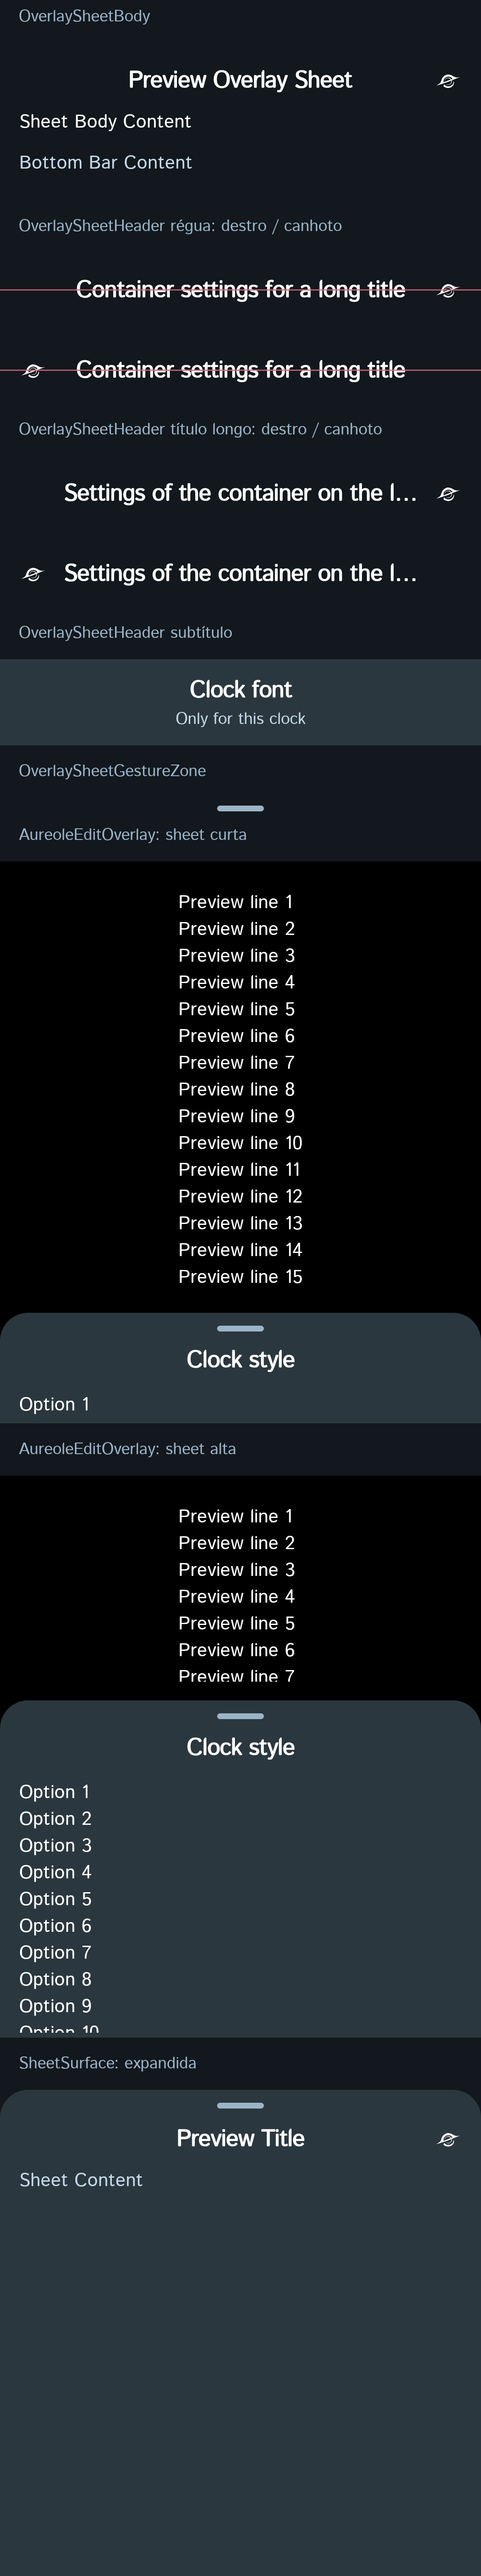 OverlaySheetBody
Preview Overlay Sheet
Sheet Body Content
Bottom Bar Content
OverlaySheetHeader régua: destro / canhoto
Container settings for a long title
Container settings for a long title
OverlaySheetHeader título longo: destro / canhoto
Settings of the container on the l...
Settings of the container on the l...
OverlaySheetHeader subtítulo
Clock font
Only for this clock
OverlaySheetGestureZone
AureoleEditOverlay: sheet curta
Preview line 1
Preview line 2
Preview line 3
Preview line 4
Preview line 5
Preview line 6
Preview line 7
Preview line 8
Preview line 9
Preview line 10
Preview line 11
Preview line 12
Preview line 13
Preview line 14
Preview line 15
Clock style
Option 1
AureoleEditOverlay: sheet alta
Preview line 1
Preview line 2
Preview line 3
Preview line 4
Preview line 5
Preview line 6
Preview line 7
Clock style
Option 1
Option 2
Option 3
Option 4
Option 5
Option 6
Option 7
Option 8
Option 9
Option 10
SheetSurface: expandida
Preview Title
Sheet Content